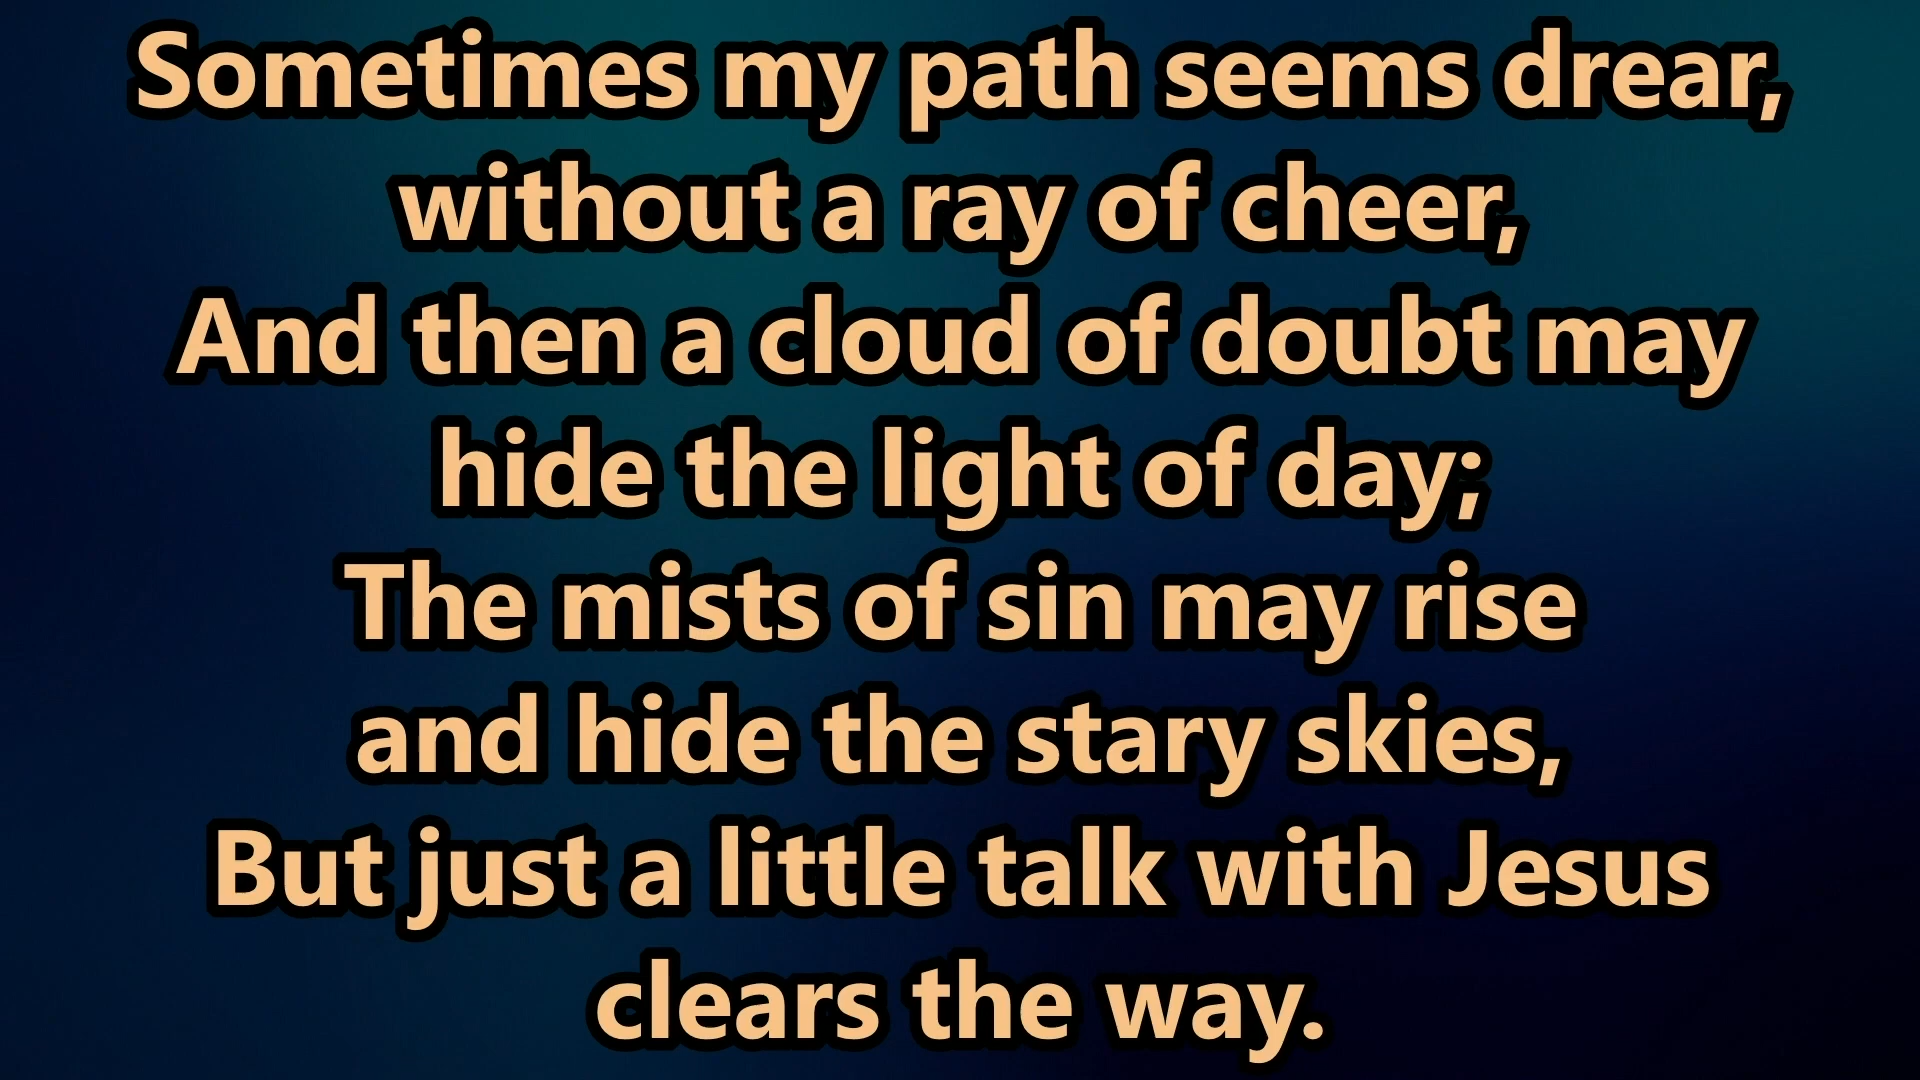 Sometimes my path seems drear,
without a ray of cheer,
And then a cloud of doubt may
hide the light of day;
The mists of sin may rise
and hide the stary skies,
But just a little talk with Jesus
clears the way.